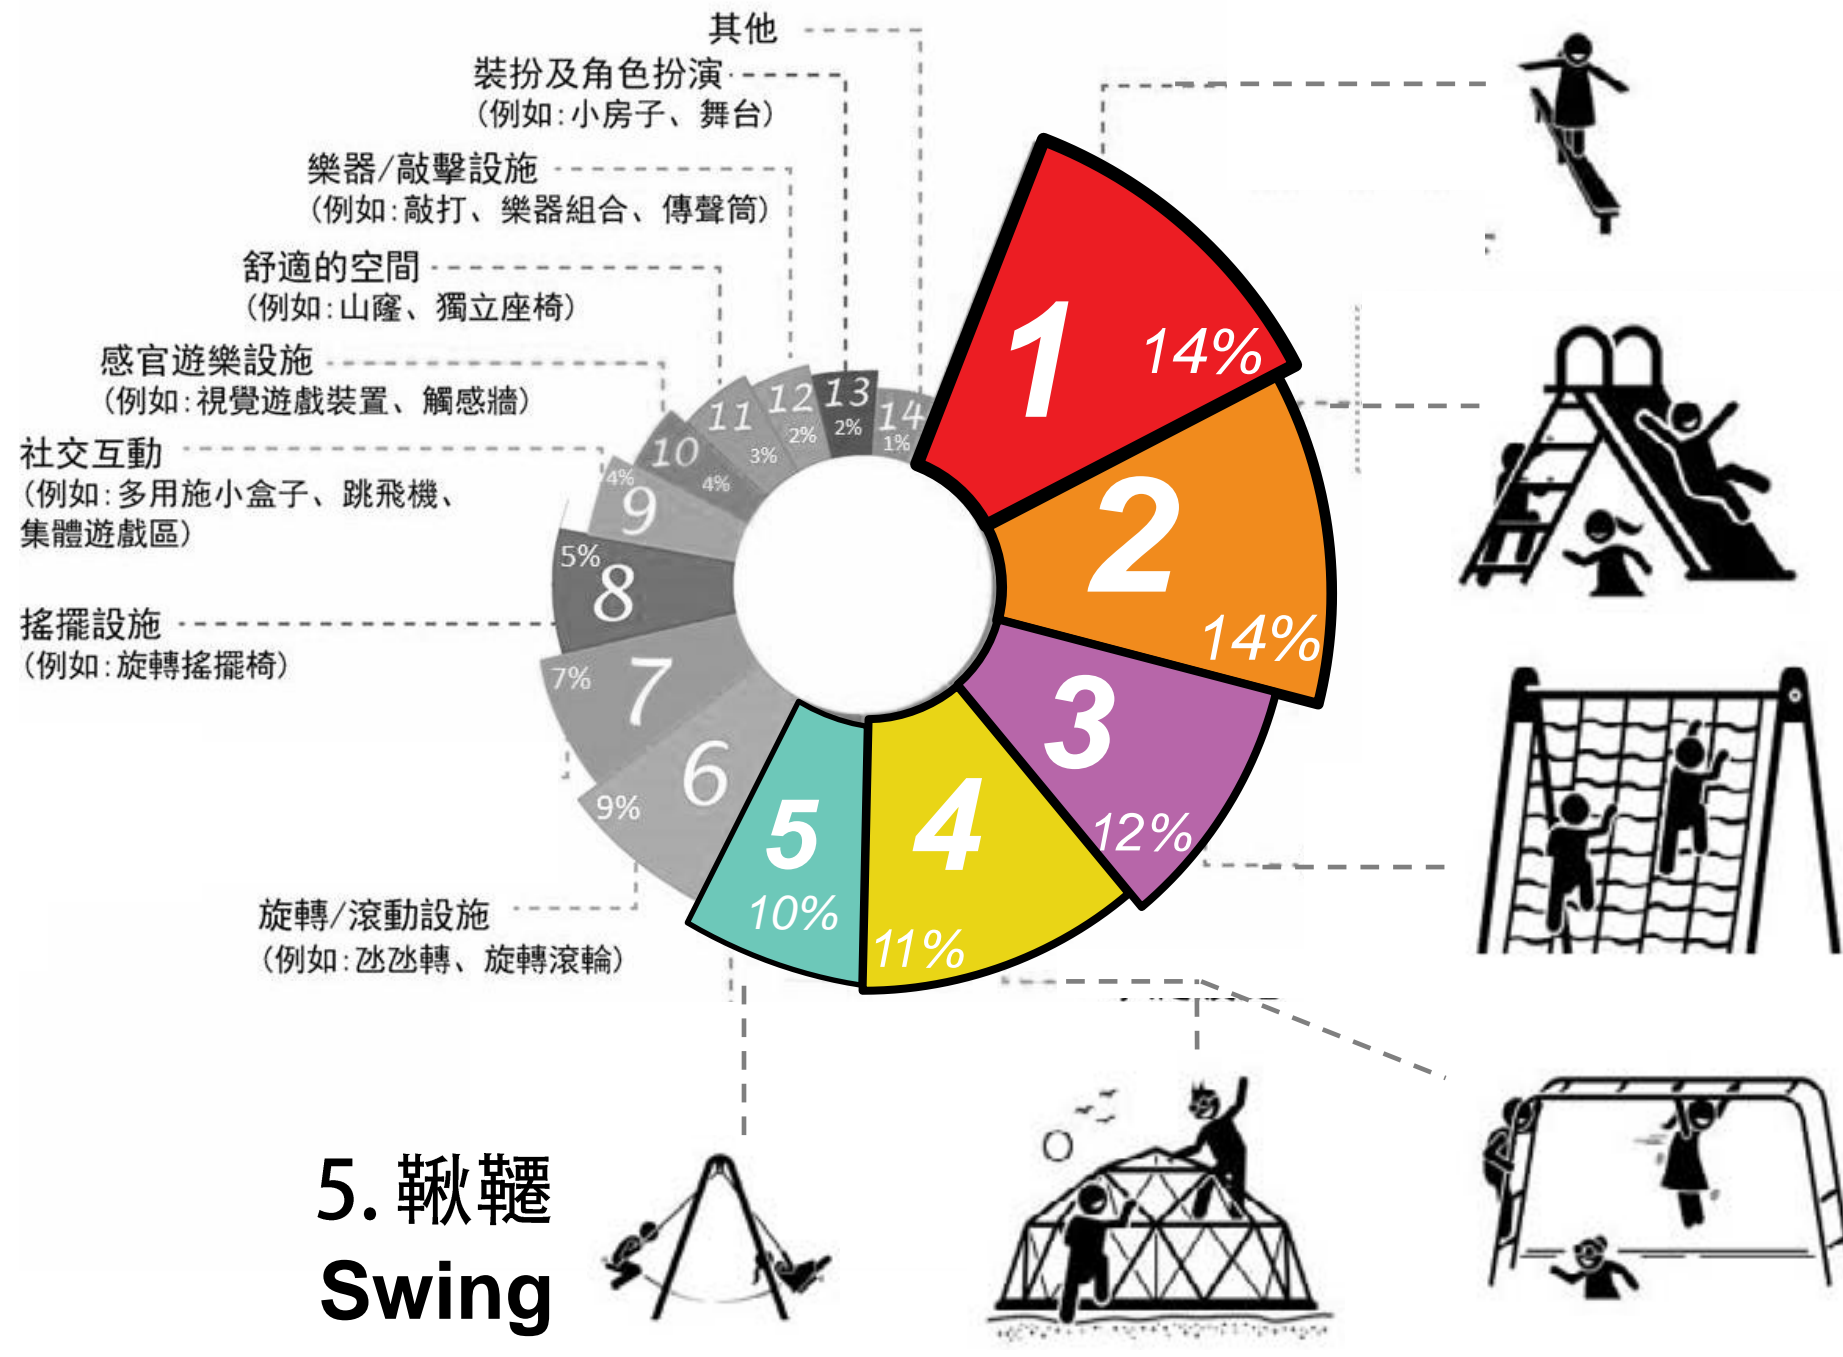 其他
裝扮及角色扮演
(例如:小房子、舞台)
樂器/敲擊設施
(例如:敲打、樂器組合、傳聲筒)
舒適的空間
(例如:山窿、獨立座椅)
感官遊樂設施
(例如:視覺遊戲裝置、觸感牆)
社交互動
(例如:多用施小盒子、跳飛機、
集體遊戲區)
搖擺設施
(例如:旋轉搖擺椅)
旋轉/滾動設施
(例如:氹氹轉、旋轉滾輪)
1
14%
2
14%
3
12%
4
11%
5
10%
6
9%
7
7%
8
5%
9
4%
10
4%
11
3%
12
2%
13
2%
14
1%
5. 鞦韆
Swing